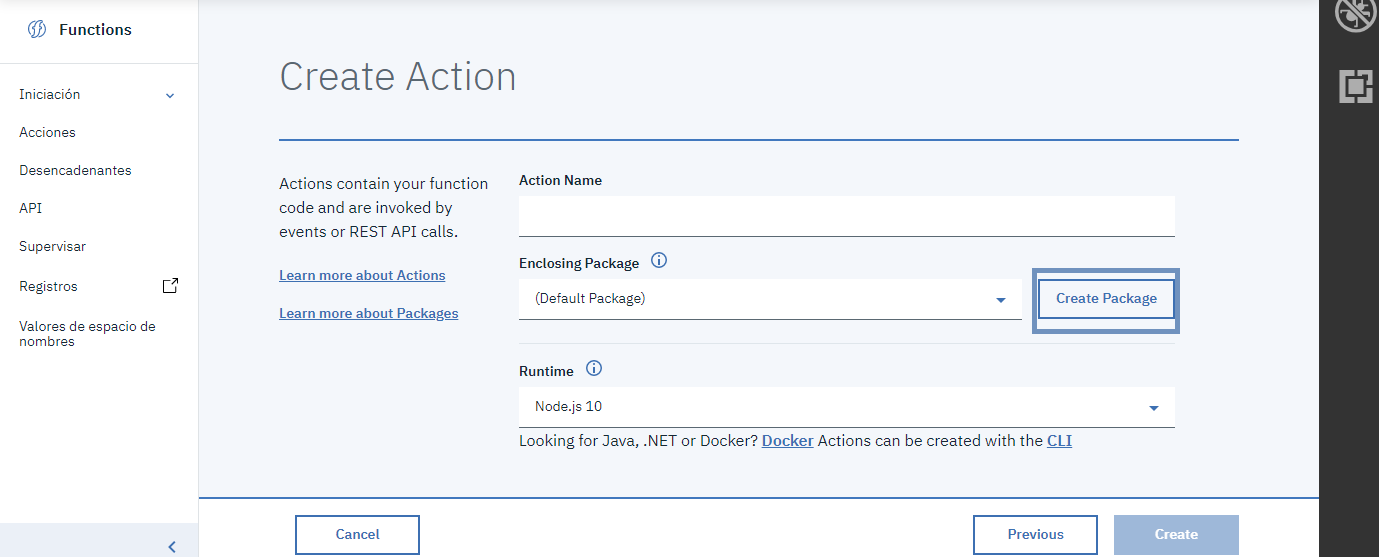 Functions
Iniciación
Acciones
Desencadenantes
API
Supervisar
Registros
Valores de espacio de
nombres
Create Action
Actions contain your function
code and are invoked by
events or REST API calls.
Learn more about Actions
Learn more about Packages
Action Name
Enclosing Package
(Default Package)
Create Package
Runtime
Node.js 10
Looking for Java, .NET or Docker? Docker Actions can be created with the CLI
Cancel
Previous
Create